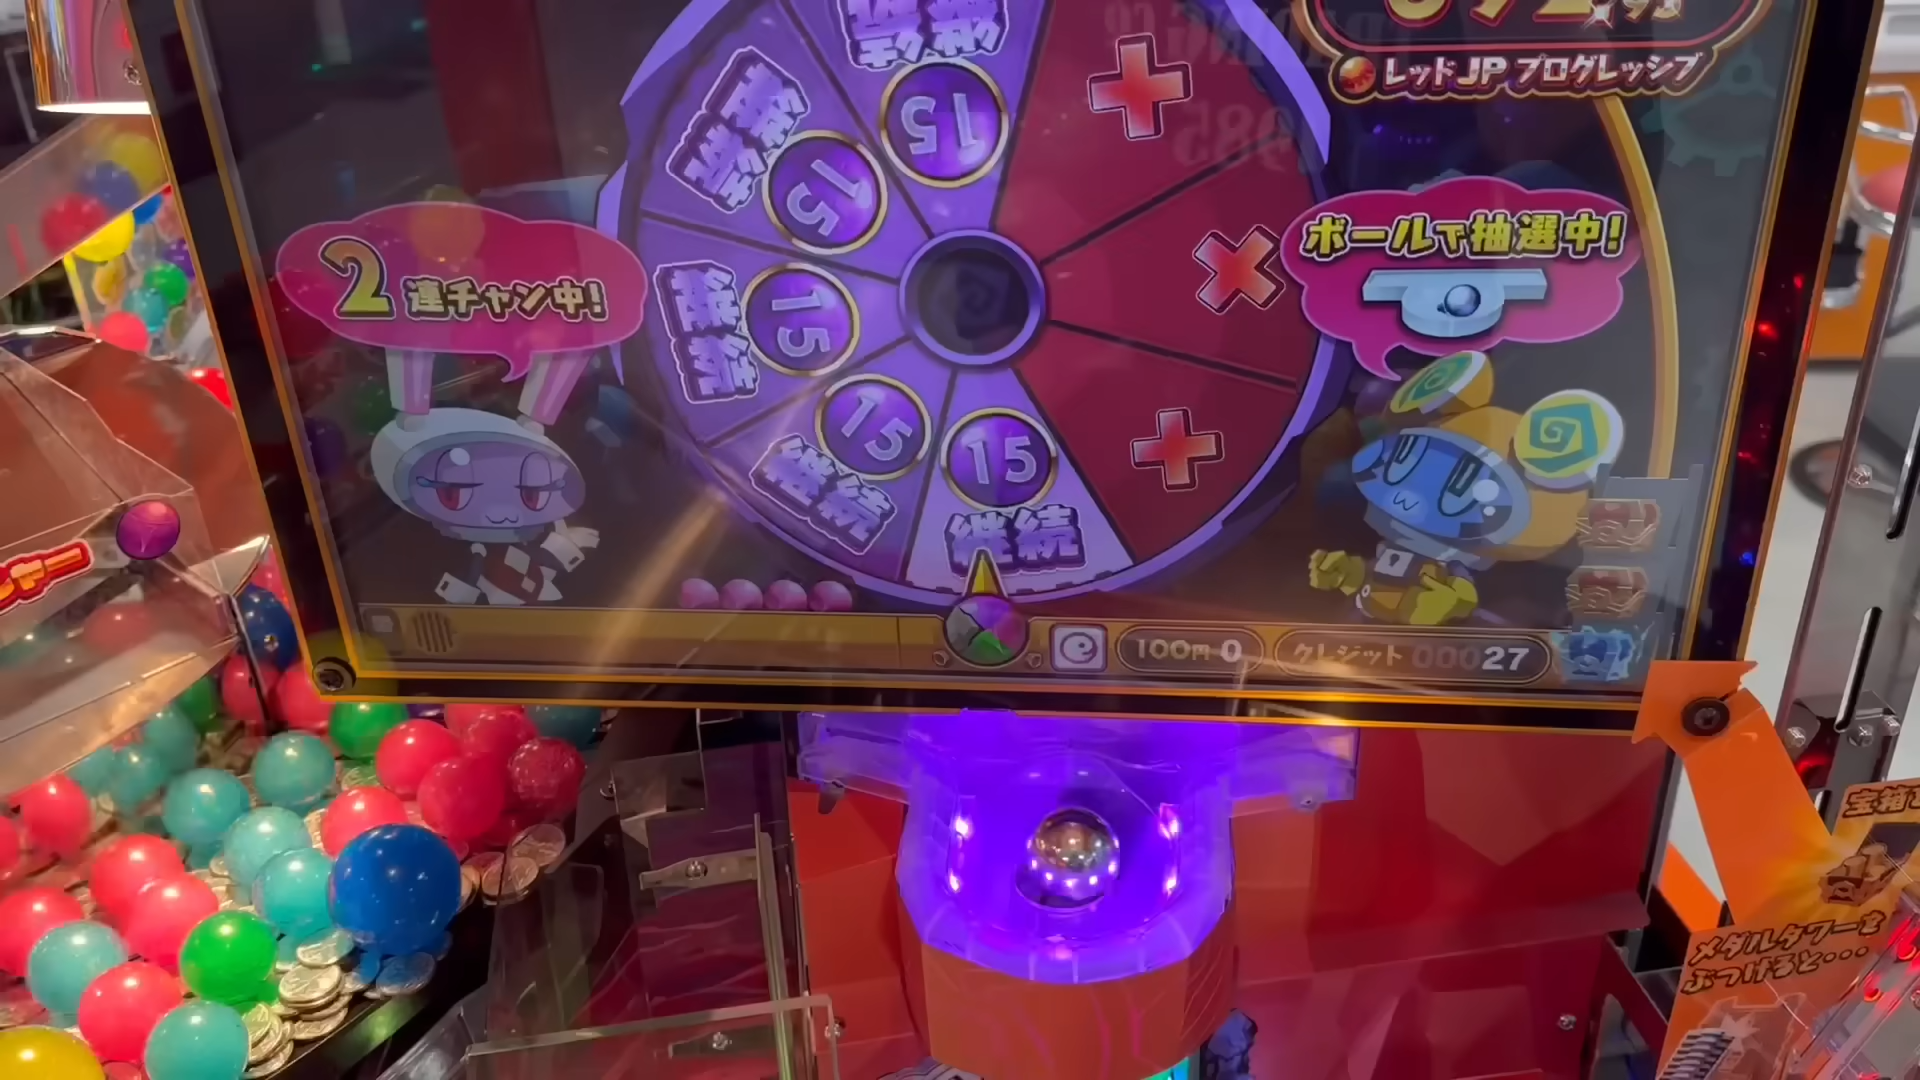 レッドJP プログレッシブ
継続
15
継続
15
ボールで抽選中!
2連チャン中!
継続
15
15
継続
15
継続
100円 0
クレジット 00027
宝箱
メダルタワーを
ぶつけると・・・